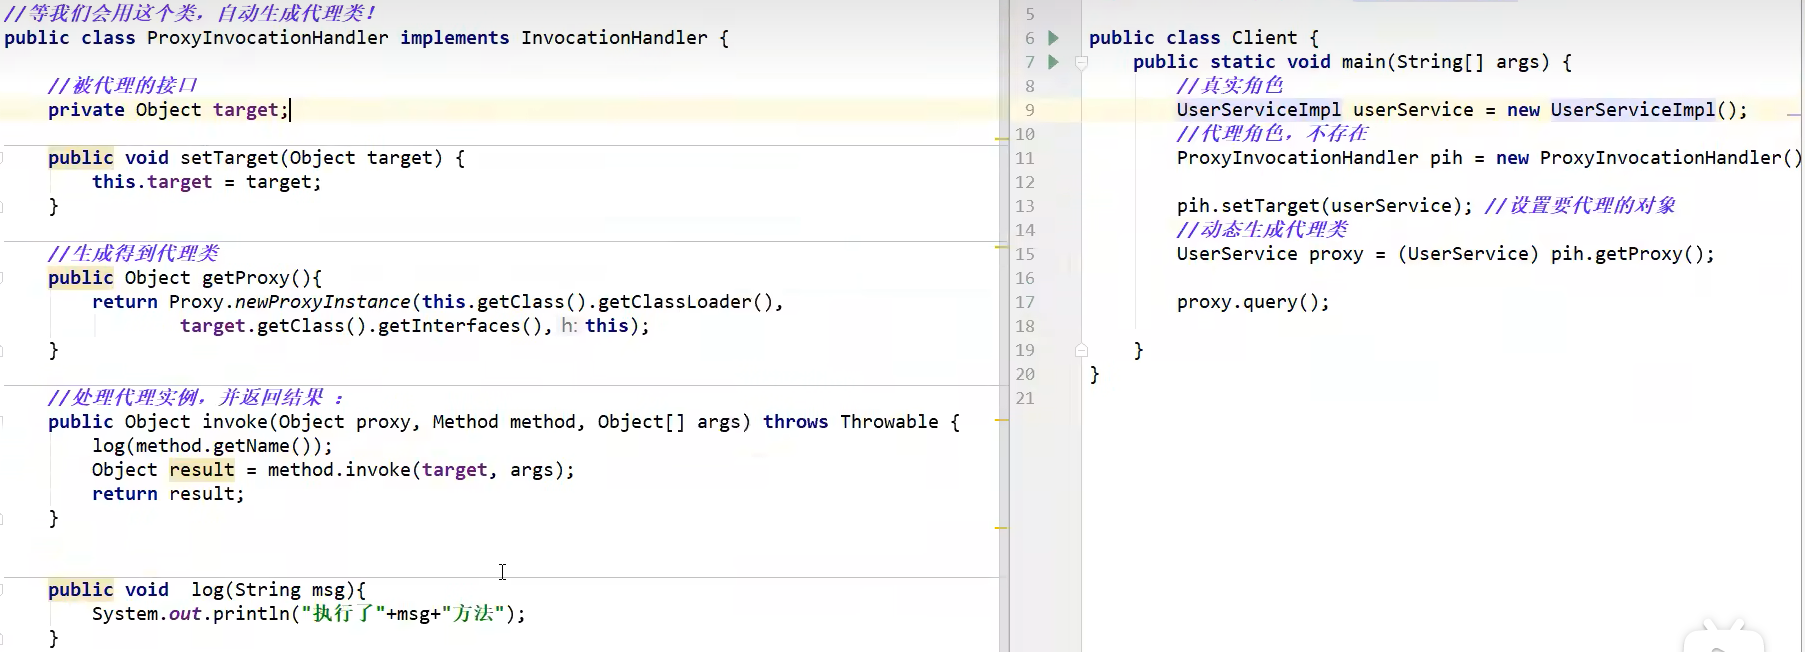 //等我们会用这个类，自动生成代理类！
public class ProxyInvocationHandler implements InvocationHandler {
//被代理的接口
private Object target;
public void setTarget(Object target) {
this.target = target;
}
//生成得到代理类
public Object getProxy(){
return Proxy.newProxyInstance(this.getClass().getClassLoader(),
target.getClass().getInterfaces(), h: this);
}
//处理代理实例，并返回结果 ：
public Object invoke(Object proxy, Method method, Object[] args) throws Throwable {
log(method.getName());
Object result = method.invoke(target, args);
return result;
}
public void  log(String msg){
System.out.println("执行了"+msg+"方法");
}
5
6 public class Client {
7 public static void main(String[] args) {
8 //真实角色
9 UserServiceImpl userService = new UserServiceImpl();
10 //代理角色，不存在
11 ProxyInvocationHandler pih = new ProxyInvocationHandler()
12
13 pih.setTarget(userService); //设置要代理的对象
14 //动态生成代理类
15 UserService proxy = (UserService) pih.getProxy();
16
17 proxy.query();
18
19 }
20 }
21